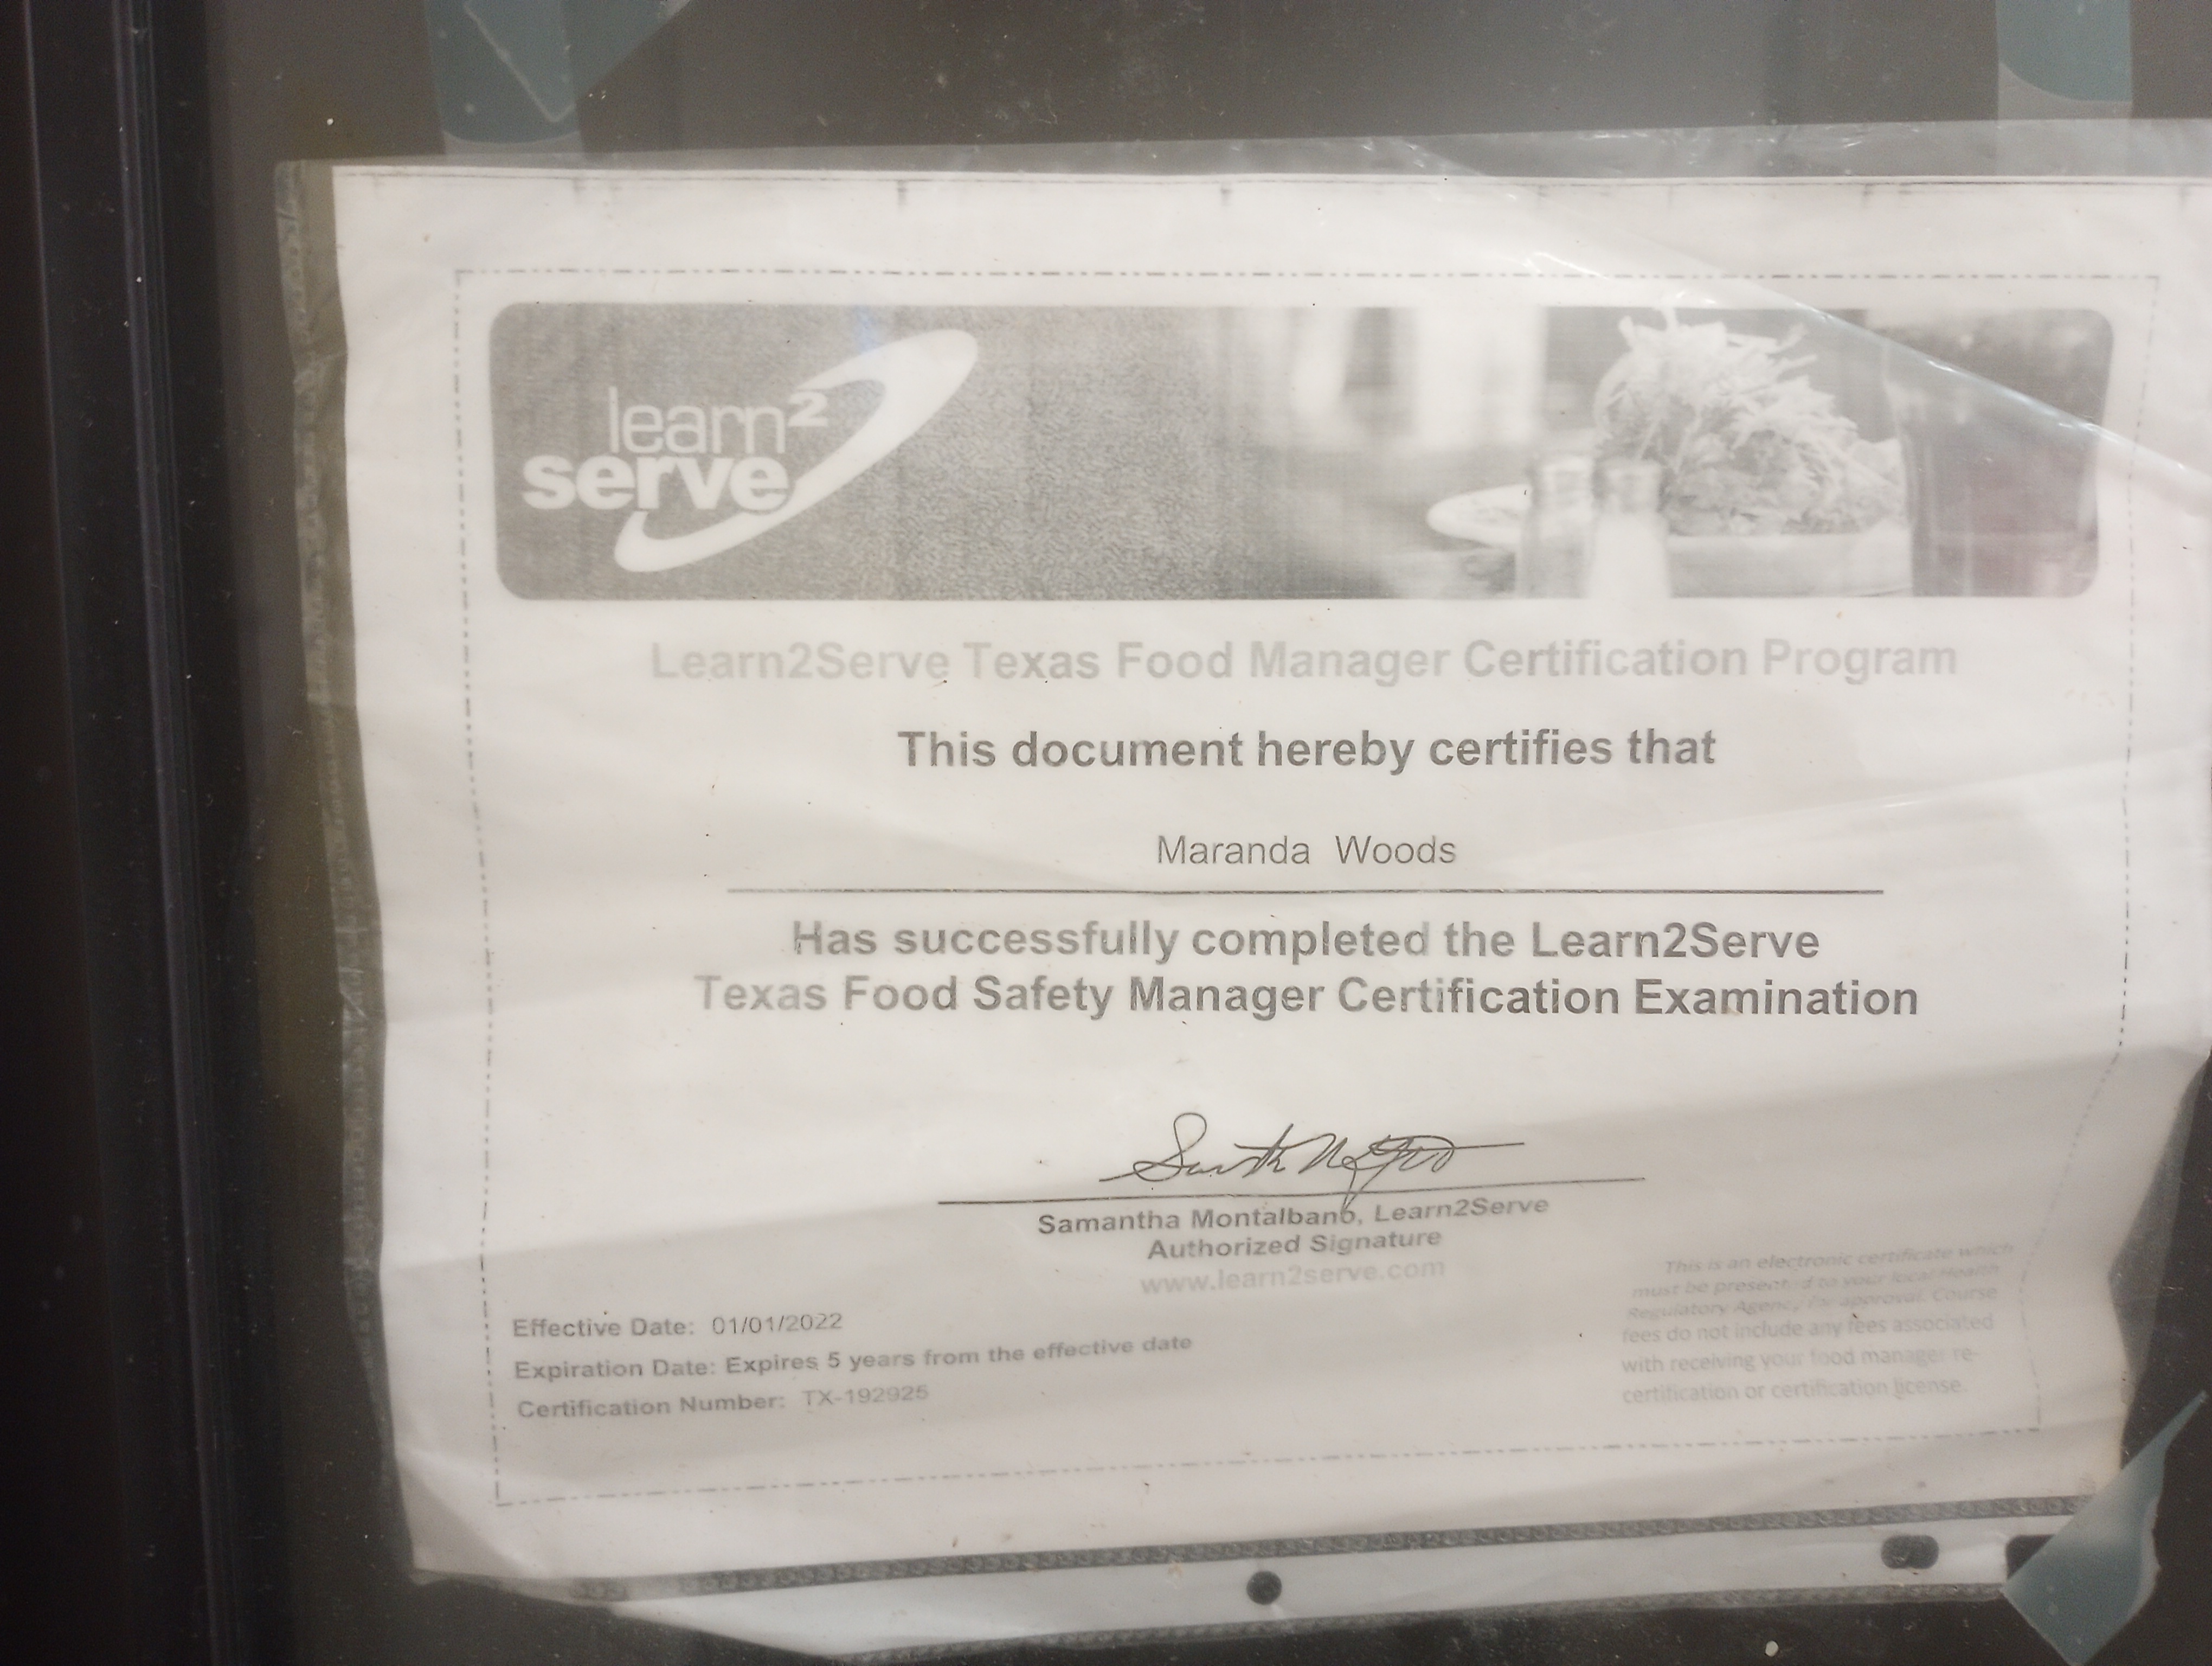 learn2
serve
Learn2Serve Texas Food Manager Certification Program
This document hereby certifies that
Maranda Woods
Has successfully completed the Learn2Serve
Texas Food Safety Manager Certification Examination
Samantha Montalbano, Learn2Serve
Authorized Signature
www.learn2serve.com
Effective Date: 01/01/2022
Expiration Date: Expires 5 years from the effective date
Certification Number: TX-192925
This is an electronic certificate which
must be presented to your local Health
Regulatory Agency for approval. Course
fees do not include any fees associated
with receiving your food manager re-
certification or certification license.